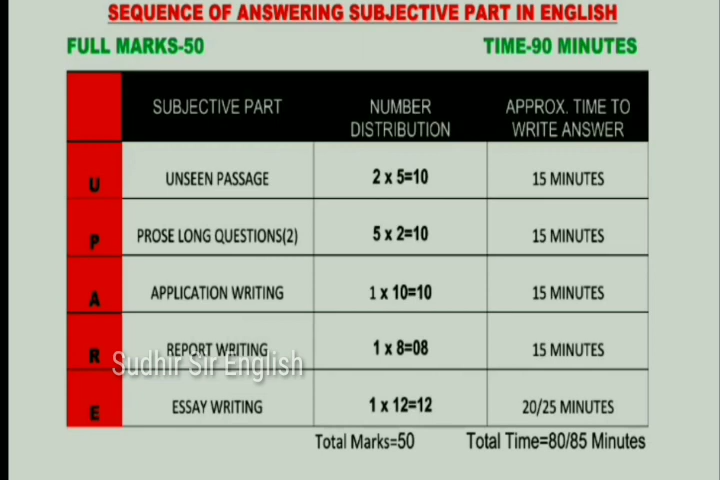 SEQUENCE OF ANSWERING SUBJECTIVE PART IN ENGLISH
FULL MARKS-50 TIME-90 MINUTES
SUBJECTIVE PART NUMBER DISTRIBUTION APPROX. TIME TO WRITE ANSWER
U UNSEEN PASSAGE 2 x 5=10 15 MINUTES
P PROSE LONG QUESTIONS(2) 5 x 2=10 15 MINUTES
A APPLICATION WRITING 1 x 10=10 15 MINUTES
R REPORT WRITING 1 x 8=08 15 MINUTES
Sudhir Sir English
E ESSAY WRITING 1 x 12=12 20/25 MINUTES
Total Marks=50 Total Time=80/85 Minutes